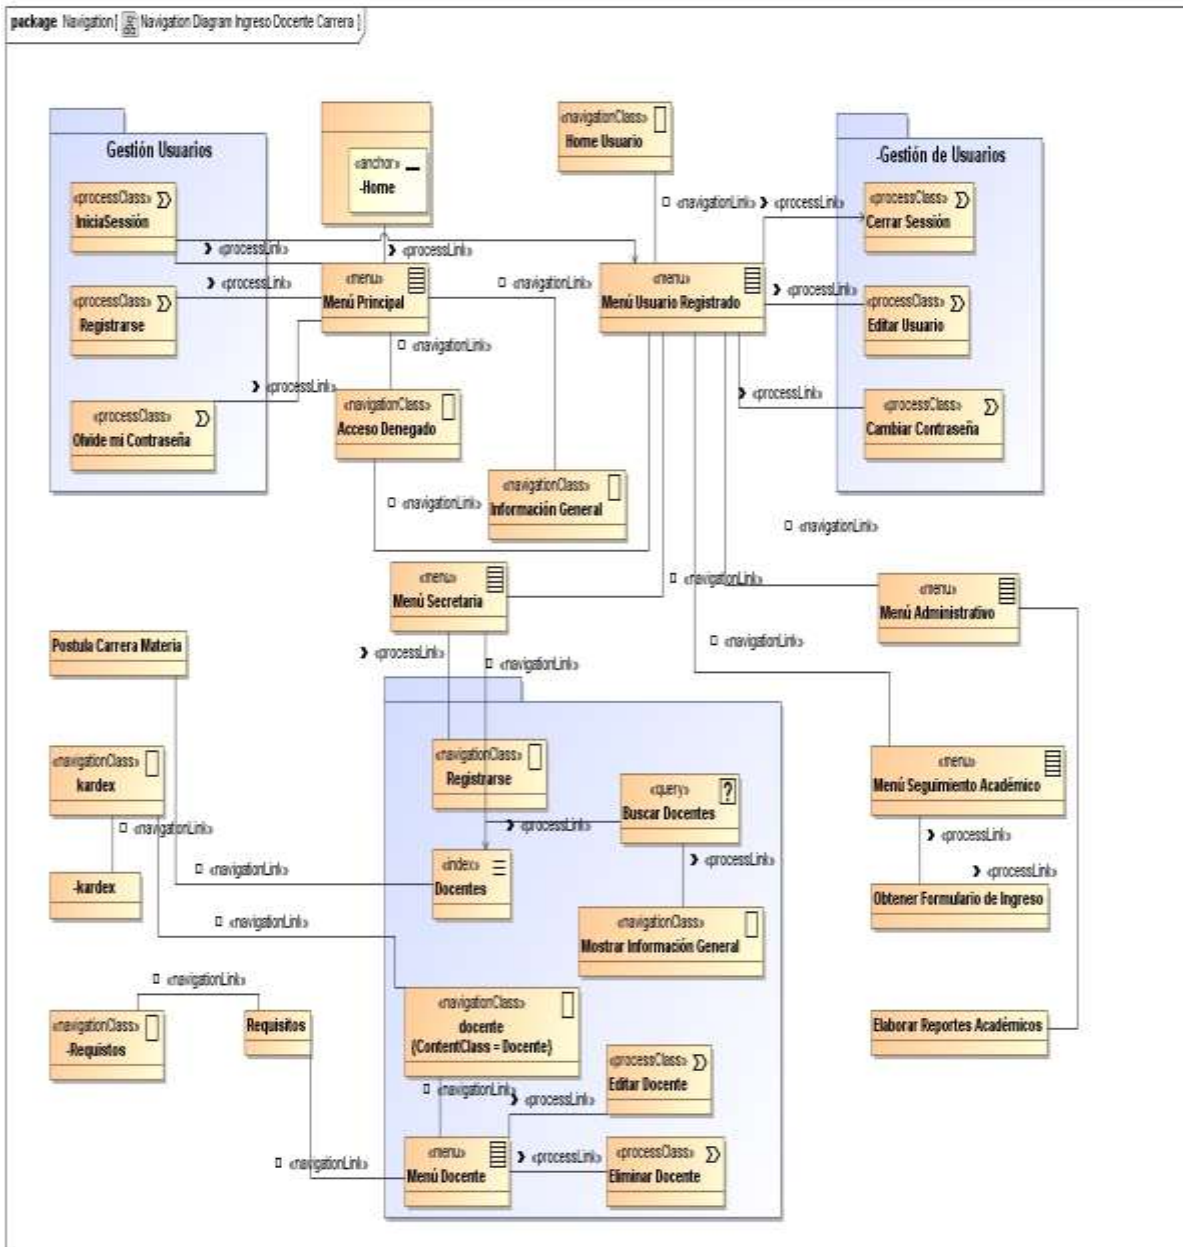 package Navigation[ Navigation Diagram Ingreso Docente Carrera ]
Gestión Usuarios
«processClass»
IniciaSessión
«processClass»
Registrarse
«processClass»
Olvide mi Contraseña
«anchor»
-Home
«processLink»
«processLink»
«processLink»
«processLink»
«menu»
Menú Principal
«navigationLink»
«navigationLink»
«navigationClass»
Acceso Denegado
«navigationLink»
«navigationClass»
Información General
«navigationClass»
Home Usuario
«navigationLink»
«processLink»
«menu»
Menú Usuario Registrado
«processLink»
«processLink»
-Gestión de Usuarios
«processClass»
Cerrar Sessión
«processClass»
Editar Usuario
«processClass»
Cambiar Contraseña
«navigationLink»
«navigationLink»
«navigationLink»
«menu»
Menú Secretaria
«processLink»
«navigationLink»
«menu»
Menú Administrativo
«menu»
Menú Seguimiento Académico
«processLink»
«processLink»
Obtener Formulario de Ingreso
Elaborar Reportes Académicos
Postula Carrera Materia
«navigationClass»
kardex
«navigationLink»
-kardex
«navigationLink»
«navigationLink»
«navigationClass»
Registrarse
«query»
Buscar Docentes
«processLink»
«processLink»
«index»
Docentes
«navigationClass»
Mostrar Información General
«navigationLink»
«navigationClass»
-Requistos
Requisitos
«navigationClass»
docente
{ContentClass = Docente}
«navigationLink»
«processLink»
«processClass»
Editar Docente
«navigationLink»
«menu»
Menú Docente
«processLink»
«processClass»
Eliminar Docente